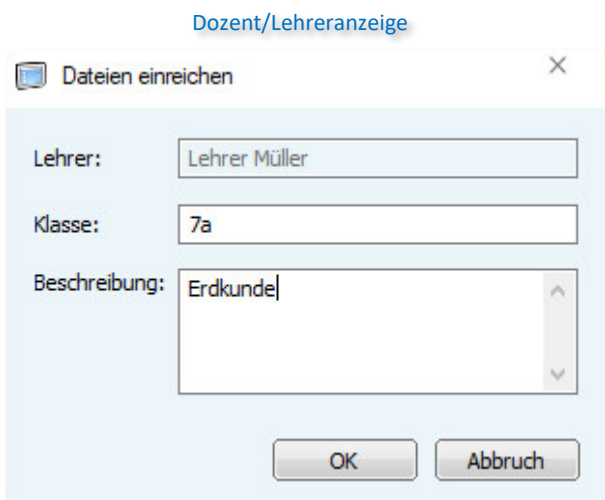 Dozent/Lehreranzeige
Dateien einreichen
Lehrer: Lehrer Müller
Klasse: 7a
Beschreibung: Erdkunde
OK Abbruch